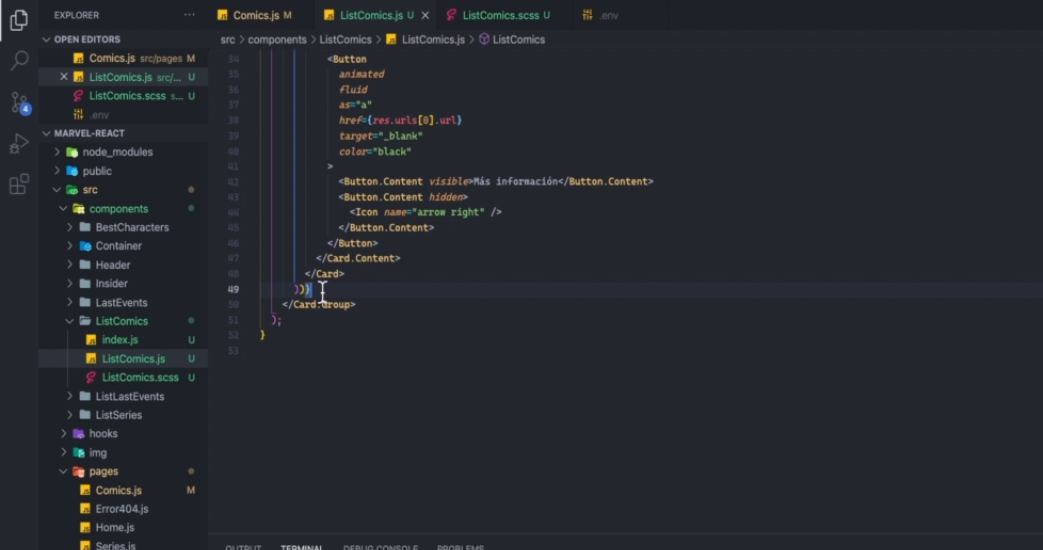 EXPLORER ...
OPEN EDITORS
Comics.js src/pages M
ListComics.js src/... U
ListComics.scss s... U
.env
MARVEL-REACT
node_modules
public
src
components
BestCharacters
Container
Header
Insider
LastEvents
ListComics
index.js U
ListComics.js U
ListComics.scss U
ListLastEvents
ListSeries
hooks
img
pages
Comics.js M
Error404.js
Home.js
Series.js
4
Comics.js M
ListComics.js U
ListComics.scss U
.env
src > components > ListComics > ListComics.js > ListComics
34 <Button
35 animated
36 fluid
37 as="a"
38 href={res.urls[0].url}
39 target="_blank"
40 color="black"
41 >
42 <Button.Content visible>Más información</Button.Content>
43 <Button.Content hidden>
44 <Icon name="arrow right" />
45 </Button.Content>
46 </Button>
47 </Card.Content>
48 </Card>
49 ))}
50 </Card.Group>
51 );
52 }
53
OUTPUT TERMINAL DEBUG CONSOLE PROBLEMS